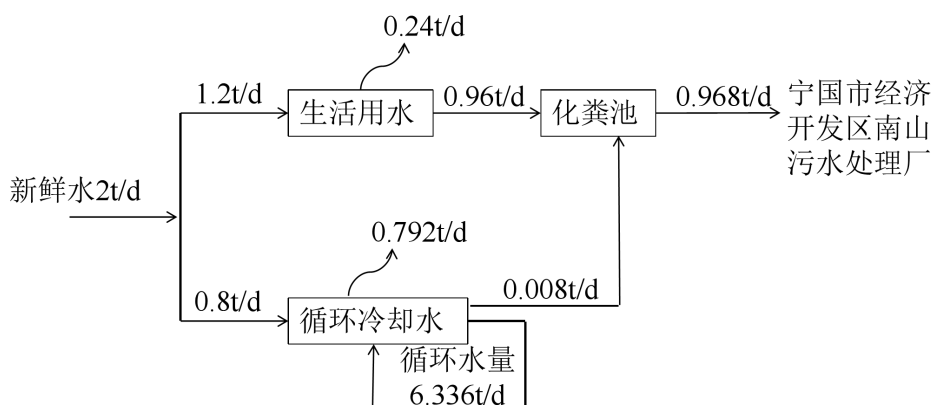 0.24t/d
1.2t/d
生活用水
0.96t/d
化粪池
0.968t/d
宁国市经济
开发区南山
污水处理厂
新鲜水2t/d
0.792t/d
0.8t/d
循环冷却水
0.008t/d
循环水量
6.336t/d